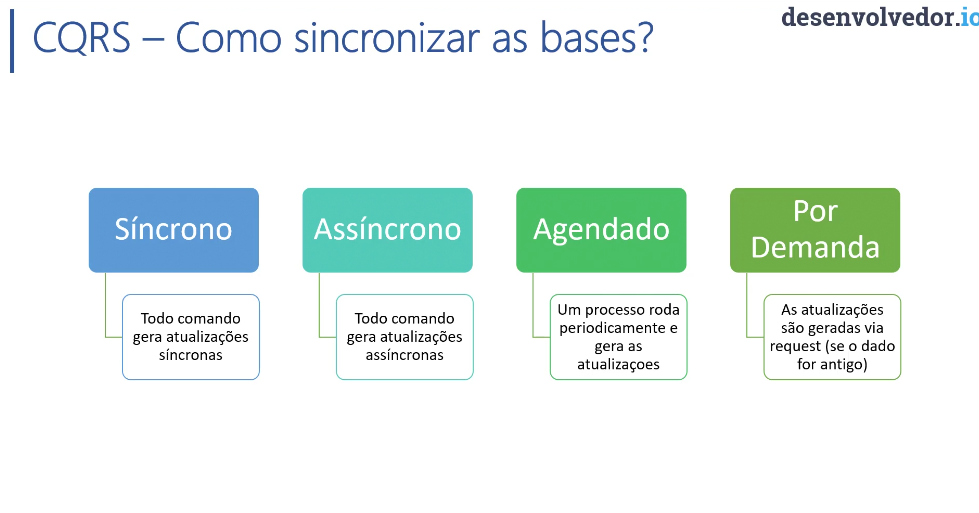 CQRS – Como sincronizar as bases?
desenvolvedor.io
Síncrono
Todo comando
gera atualizações
síncronas
Assíncrono
Todo comando
gera atualizações
assíncronas
Agendado
Um processo roda
periodicamente e
gera as
atualizaçoes
Por
Demanda
As atualizações
são geradas via
request (se o dado
for antigo)